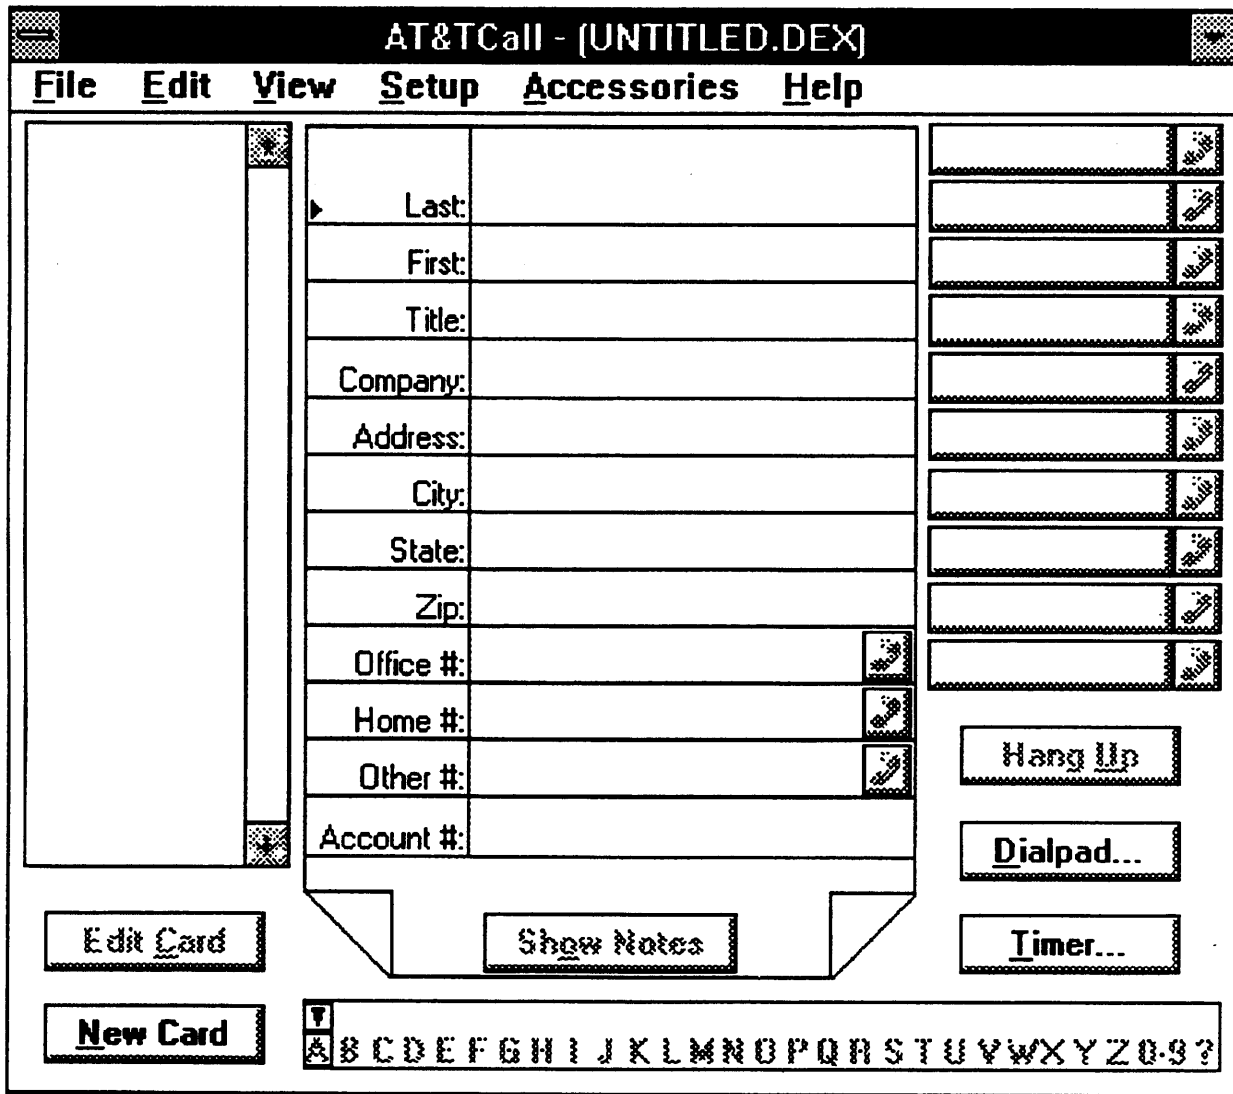 AT&TCall - (UNTITLED.DEX)
File Edit View Setup Accessories Help
Last:
First:
Title:
Company:
Address:
City:
State:
Zip:
Office #:
Home #:
Other #:
Account #:
Hang Up
Dialpad...
Timer...
Edit Card
Show Notes
New Card
A B C D E F G H I J K L M N O P Q R S T U V W X Y Z 0-9 ?